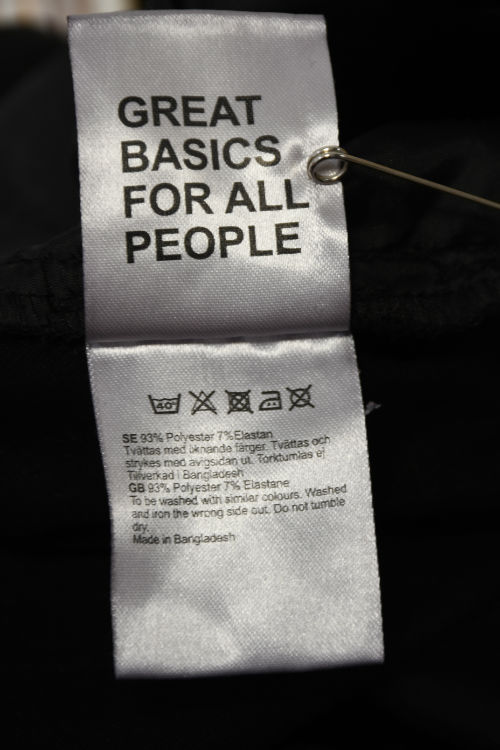 GREAT
BASICS
FOR ALL
PEOPLE
40°
SE 93% Polyester 7%Elastan
Tvättas med liknande färger. Tvättas och
strykes med avigsidan ut. Torktumlas ej
Tillverkad i Bangladesh
GB 93% Polyester 7% Elastane
To be washed with similar colours. Washed
and iron the wrong side out. Do not tumble
dry.
Made in Bangladesh